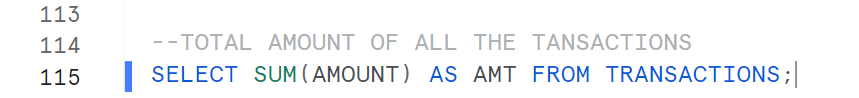 113
114 --TOTAL AMOUNT OF ALL THE TANSACTIONS
115 SELECT SUM(AMOUNT) AS AMT FROM TRANSACTIONS;